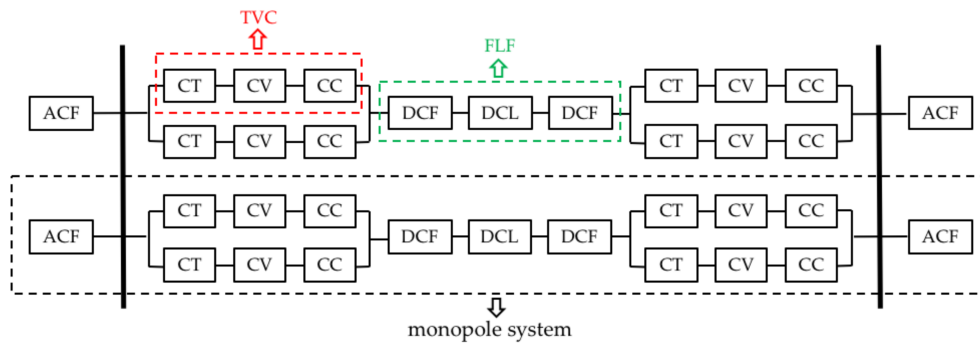 TVC
FLF
CT CV CC CT CV CC
ACF DCF DCL DCF ACF
CT CV CC CT CV CC
CT CV CC CT CV CC
ACF DCF DCL DCF ACF
CT CV CC CT CV CC
monopole system